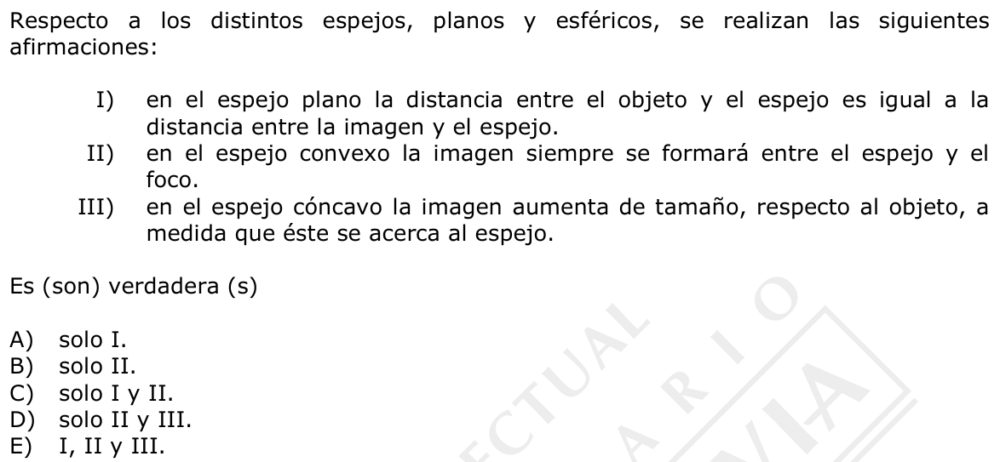 Respecto a los distintos espejos, planos y esféricos, se realizan las siguientes
afirmaciones:
I) en el espejo plano la distancia entre el objeto y el espejo es igual a la
distancia entre la imagen y el espejo.
II) en el espejo convexo la imagen siempre se formará entre el espejo y el
foco.
III) en el espejo cóncavo la imagen aumenta de tamaño, respecto al objeto, a
medida que éste se acerca al espejo.
Es (son) verdadera (s)
A) solo I.
B) solo II.
C) solo I y II.
D) solo II y III.
E) I, II y III.